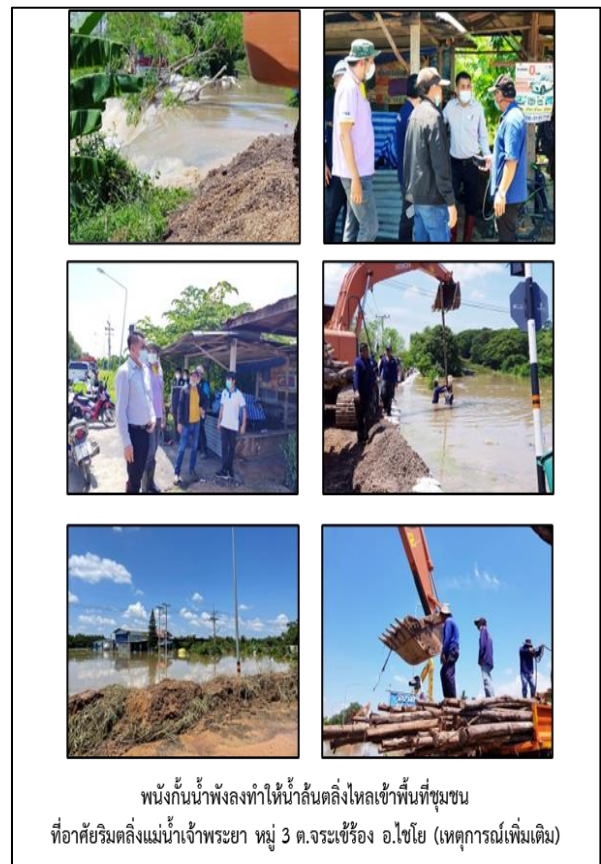 พนังกั้นน้ำพังลงทำให้น้ำล้นตลิ่งไหลเข้าพื้นที่ชุมชน
ที่อาศัยริมตลิ่งแม่น้ำเจ้าพระยา หมู่ 3 ต.จระเข้ร้อง อ.ไชโย (เหตุการณ์เพิ่มเติม)